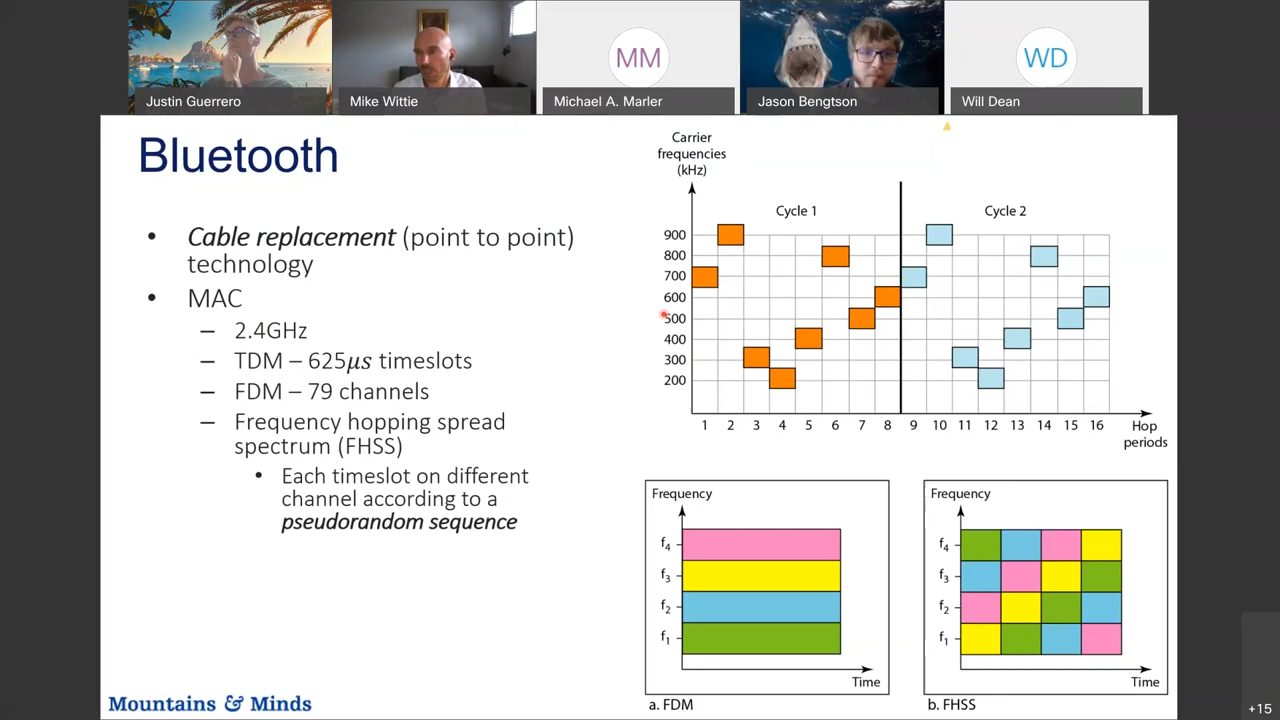 MM
WD
Justin Guerrero
Mike Wittie
Michael A. Marler
Jason Bengtson
Will Dean
Bluetooth
• Cable replacement (point to point)
technology
• MAC
– 2.4GHz
– TDM – 625μs timeslots
– FDM – 79 channels
– Frequency hopping spread
spectrum (FHSS)
• Each timeslot on different
channel according to a
pseudorandom sequence
Mountains & Minds
Carrier
frequencies
(kHz)
Cycle 1
Cycle 2
900
800
700
600
500
400
300
200
1 2 3 4 5 6 7 8 9 10 11 12 13 14 15 16
Hop
periods
Frequency
f4
f3
f2
f1
Time
a. FDM
Frequency
f4
f3
f2
f1
Time
b. FHSS
+15